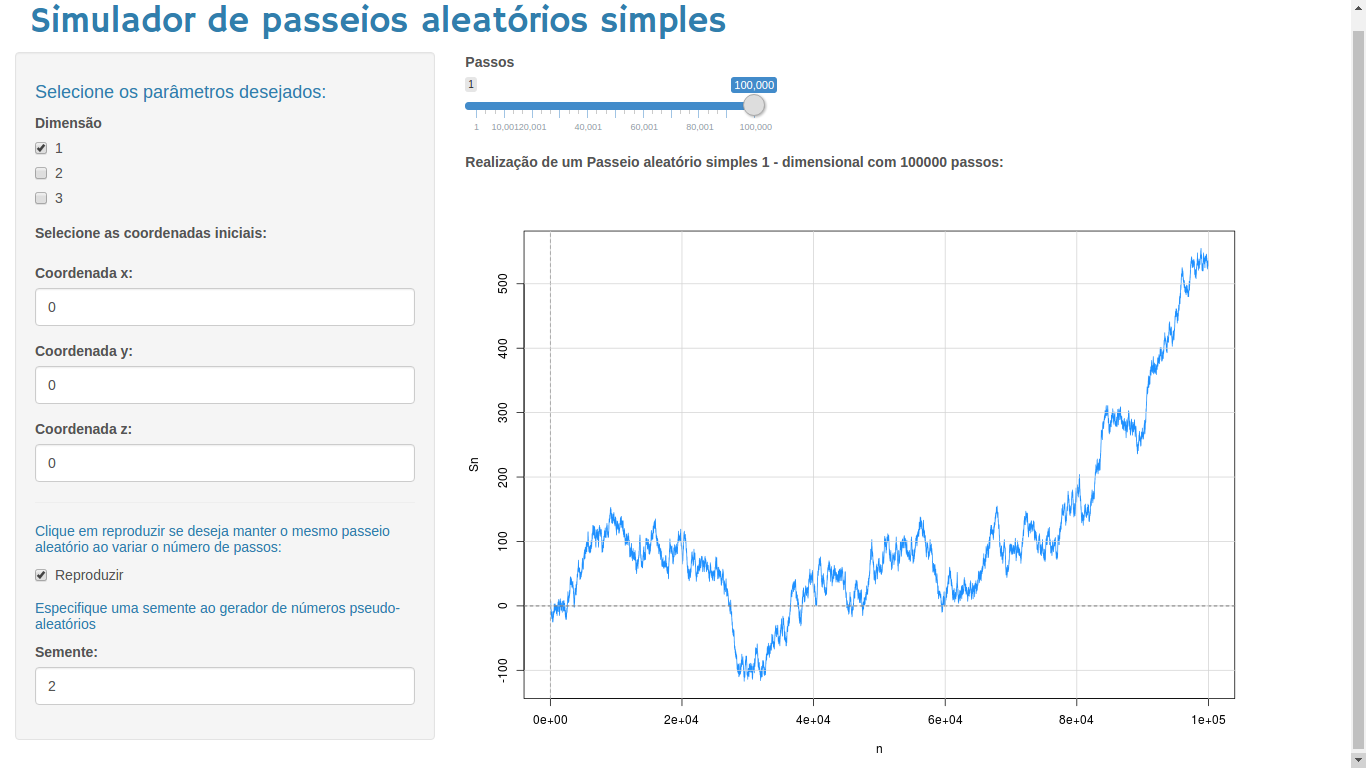 Simulador de passeios aleatórios simples
Selecione os parâmetros desejados:
Dimensão
1
2
3
Selecione as coordenadas iniciais:
Coordenada x:
0
Coordenada y:
0
Coordenada z:
0
Clique em reproduzir se deseja manter o mesmo passeio
aleatório ao variar o número de passos:
Reproduzir
Especifique uma semente ao gerador de números pseudo-
aleatórios
Semente:
2
Passos
1 100,000
1 10,00120,001 40,001 60,001 80,001 100,000
Realização de um Passeio aleatório simples 1 - dimensional com 100000 passos:
500
400
300
200
100
0
-100
Sn
0e+00 2e+04 4e+04 6e+04 8e+04 1e+05
n